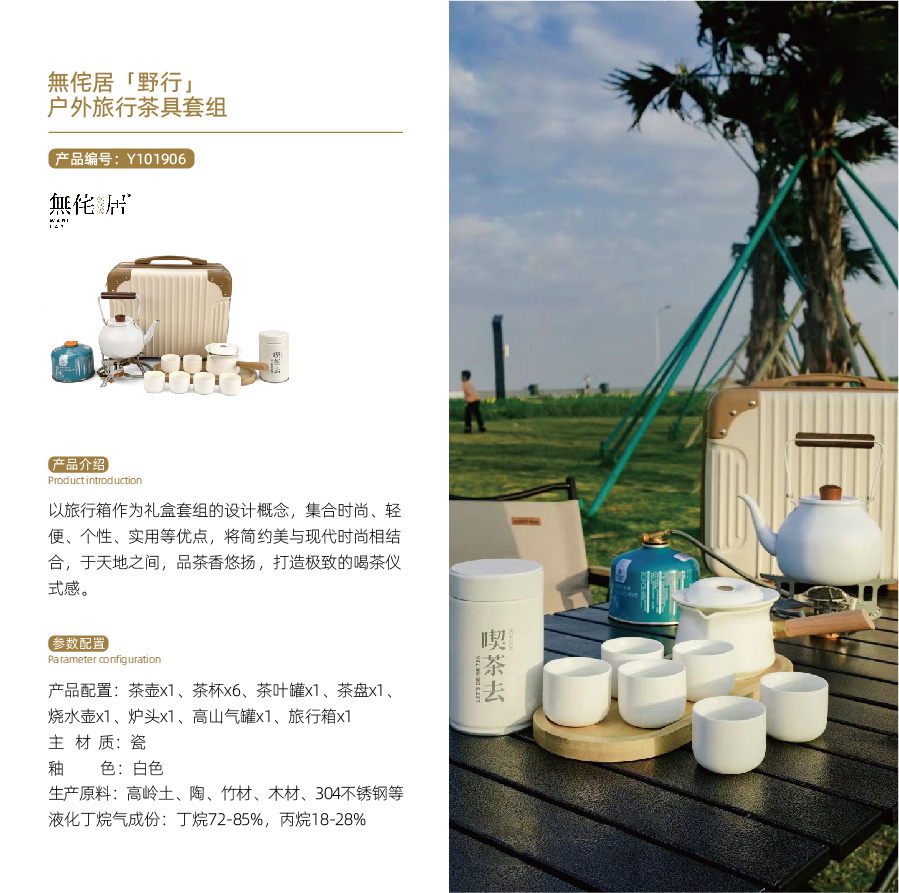 無侘居「野行」
户外旅行茶具套组
产品编号：Y101906
無侘居
产品介绍
Product introduction
以旅行箱作为礼盒套组的设计概念，集合时尚、轻
便、个性、实用等优点，将简约美与现代时尚相结
合，于天地之间，品茶香悠扬，打造极致的喝茶仪
式感。
参数配置
Parameter configuration
产品配置：茶壶x1、茶杯x6、茶叶罐x1、茶盘x1、
烧水壶x1、炉头x1、高山气罐x1、旅行箱x1
主 材 质：瓷
釉 色：白色
生产原料：高岭土、陶、竹材、木材、304不锈钢等
液化丁烷气成份：丁烷72-85%，丙烷18-28%
喫茶去
喫茶去